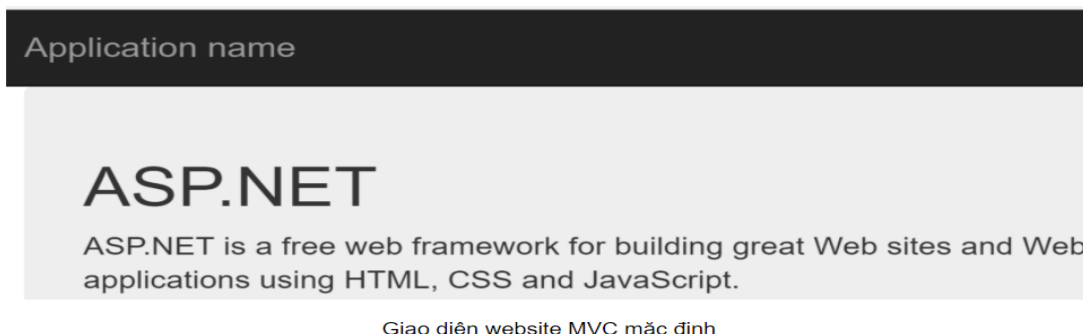 Application name
ASP.NET
ASP.NET is a free web framework for building great Web sites and Web
applications using HTML, CSS and JavaScript.
Giao diện website MVC mặc định